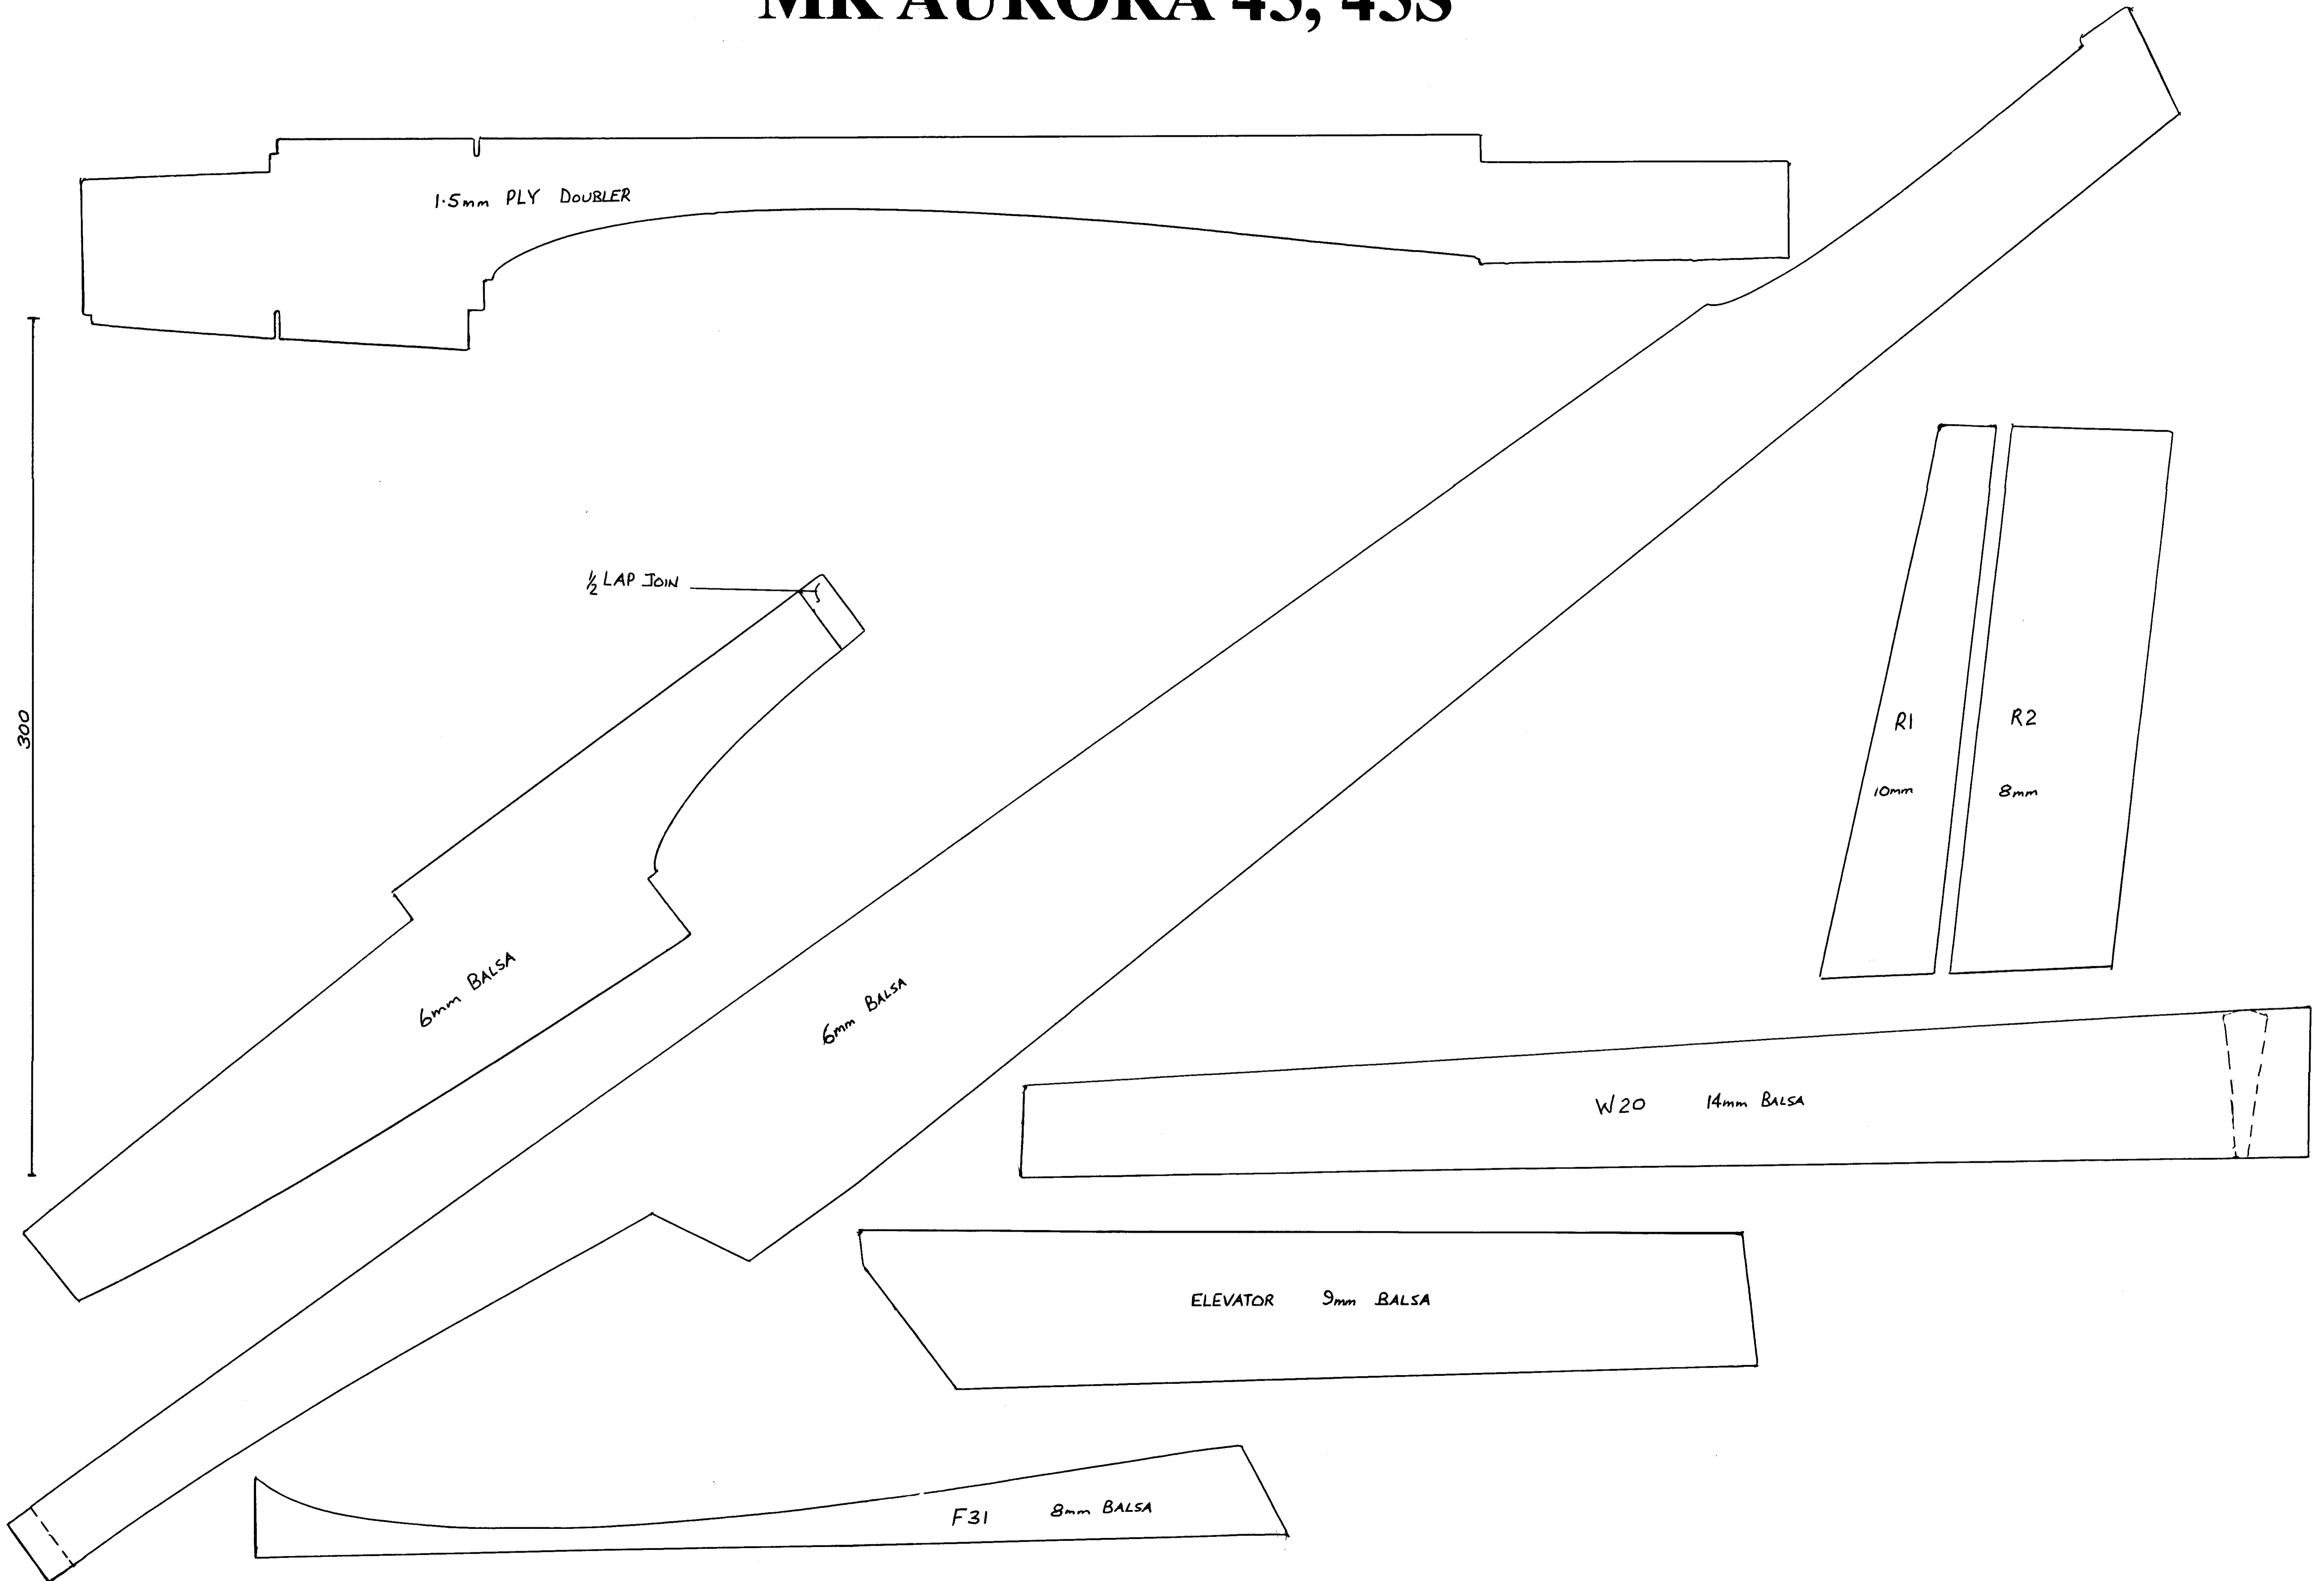 MK AURORA 45, 45S
1.5mm PLY DOUBLER
½ LAP JOIN
300
R1
R2
10mm
8mm
6mm BALSA
6mm BALSA
W20 14mm BALSA
ELEVATOR 9mm BALSA
F31 8mm BALSA